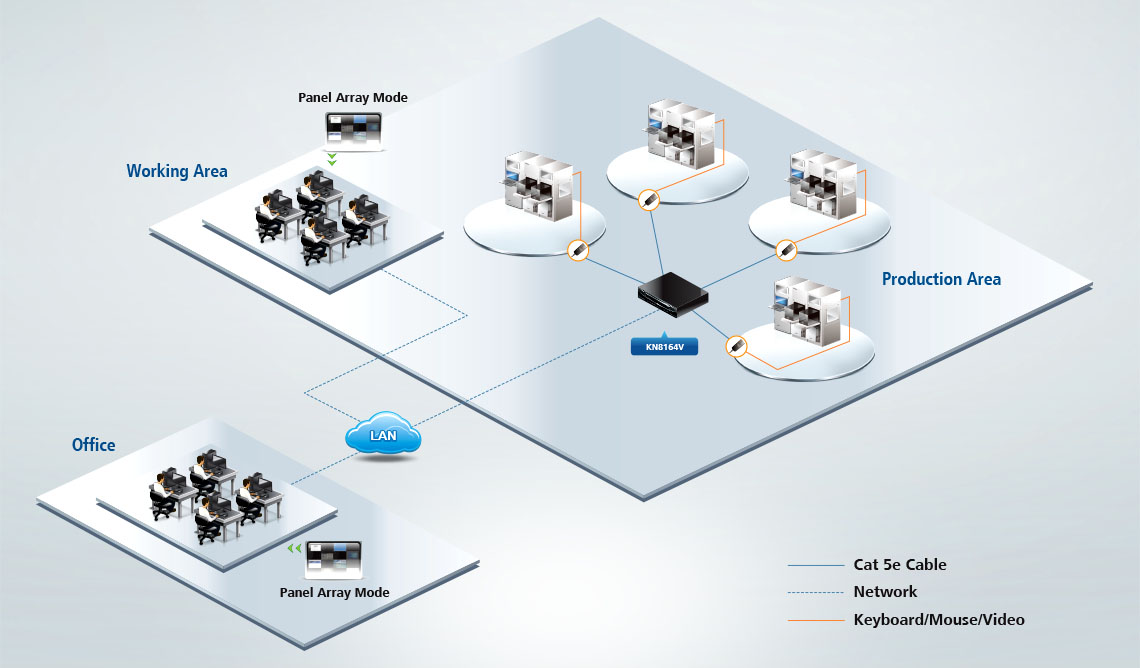 Panel Array Mode
Working Area
Production Area
KN8164V
LAN
Office
Panel Array Mode
Cat 5e Cable
Network
Keyboard/Mouse/Video